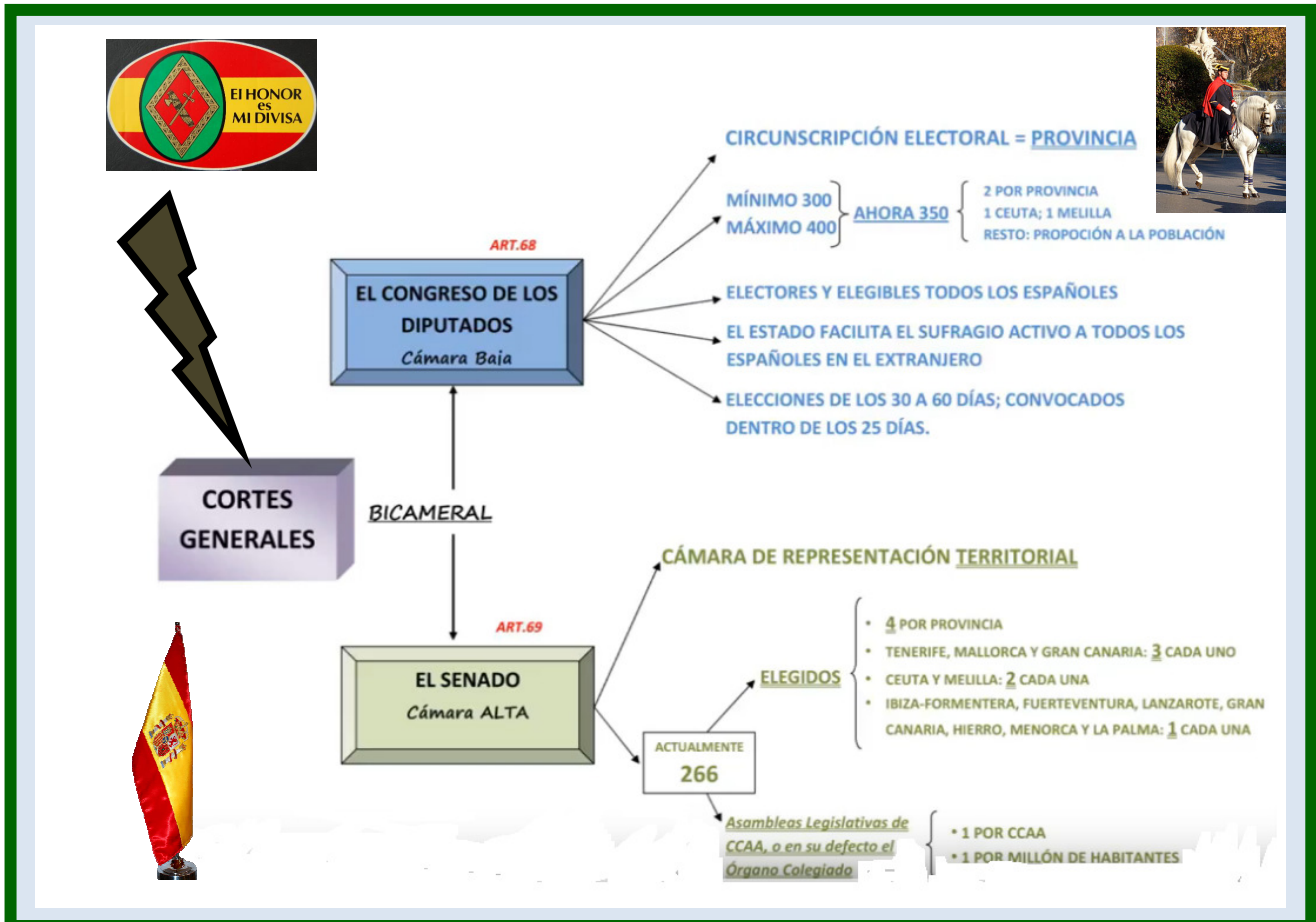 El HONOR
es
MI DIVISA
CIRCUNSCRIPCIÓN ELECTORAL = PROVINCIA
MÍNIMO 300
MÁXIMO 400
AHORA 350
2 POR PROVINCIA
1 CEUTA; 1 MELILLA
RESTO: PROPOCIÓN A LA POBLACIÓN
ART.68
EL CONGRESO DE LOS
DIPUTADOS
Cámara Baja
ELECTORES Y ELEGIBLES TODOS LOS ESPAÑOLES
EL ESTADO FACILITA EL SUFRAGIO ACTIVO A TODOS LOS
ESPAÑOLES EN EL EXTRANJERO
ELECCIONES DE LOS 30 A 60 DÍAS; CONVOCADOS
DENTRO DE LOS 25 DÍAS.
CORTES
GENERALES
BICAMERAL
CÁMARA DE REPRESENTACIÓN TERRITORIAL
ART.69
EL SENADO
Cámara ALTA
ELEGIDOS
• 4 POR PROVINCIA
• TENERIFE, MALLORCA Y GRAN CANARIA: 3 CADA UNO
• CEUTA Y MELILLA: 2 CADA UNA
• IBIZA-FORMENTERA, FUERTEVENTURA, LANZAROTE, GRAN
CANARIA, HIERRO, MENORCA Y LA PALMA: 1 CADA UNA
ACTUALMENTE
266
Asambleas Legislativas de
CCAA, o en su defecto el
Órgano Colegiado
• 1 POR CCAA
• 1 POR MILLÓN DE HABITANTES